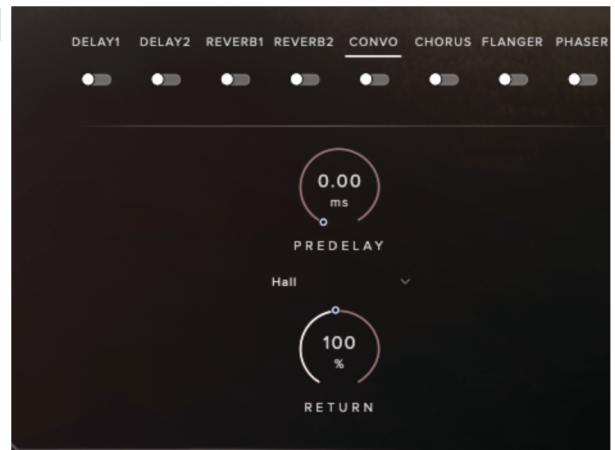 DELAY1 DELAY2 REVERB1 REVERB2 CONVO CHORUS FLANGER PHASER
0.00
ms
PREDELAY
Hall
100
%
RETURN